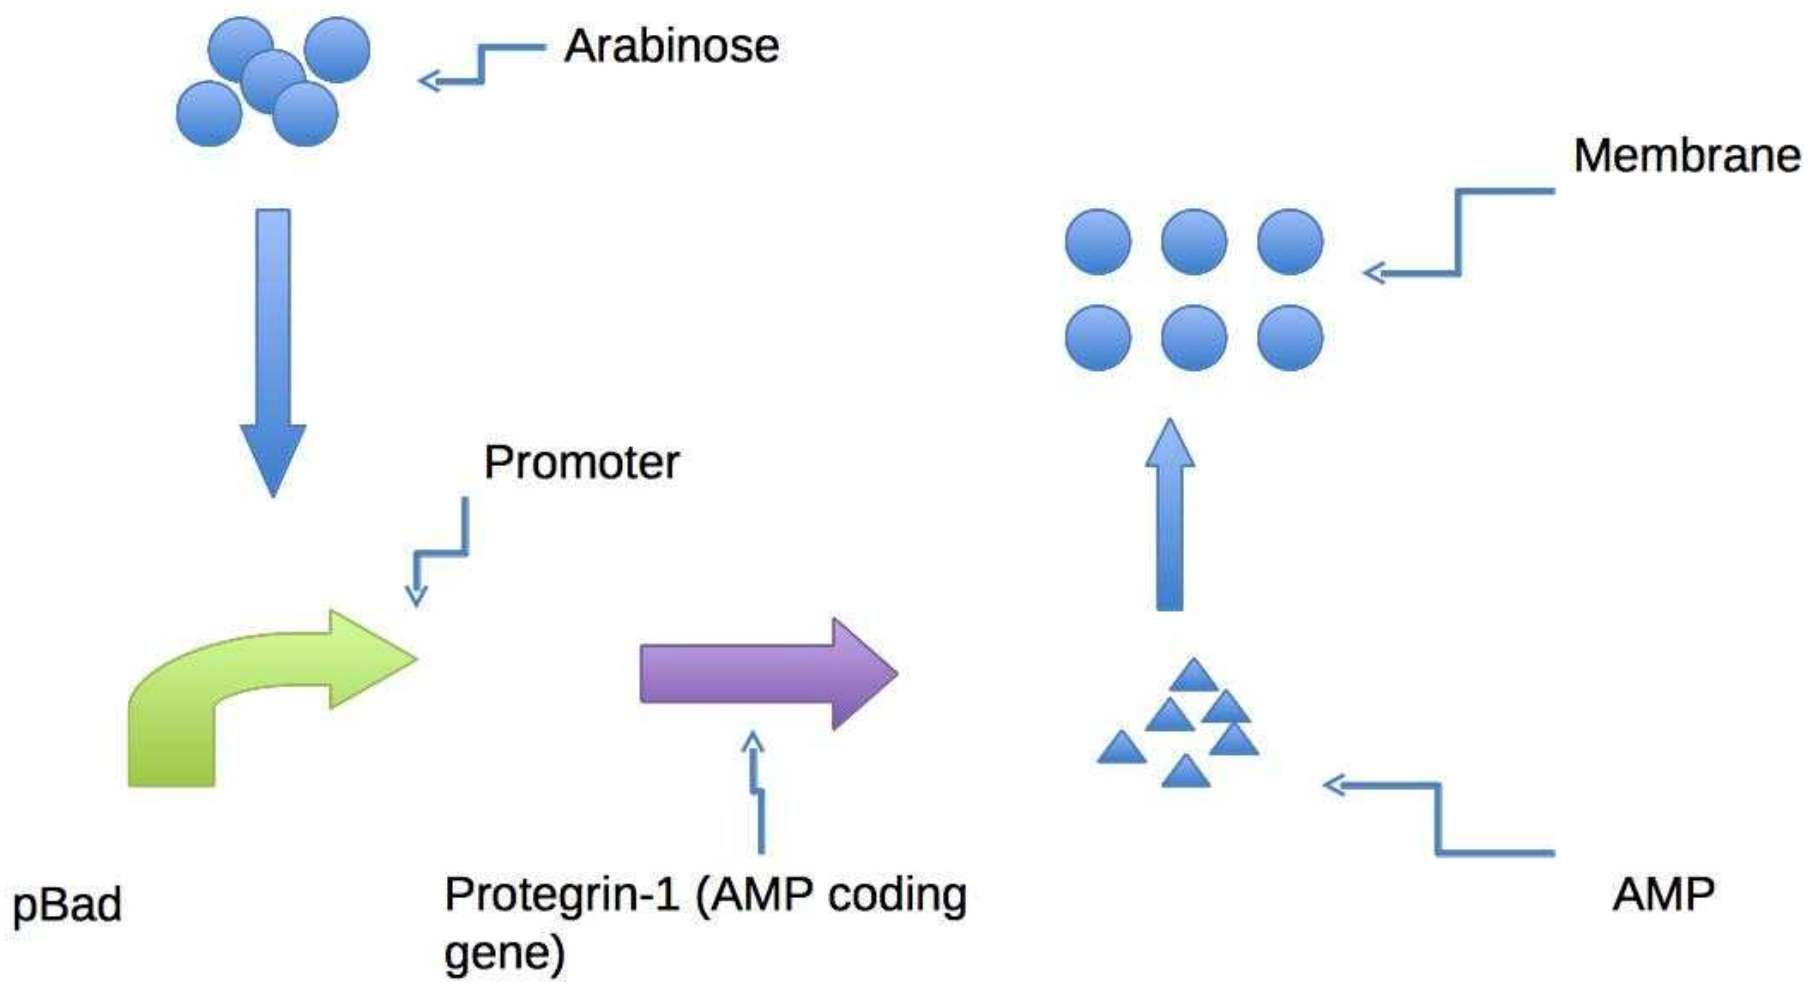 Arabinose
Membrane
Promoter
pBad
Protegrin-1 (AMP coding
gene)
AMP